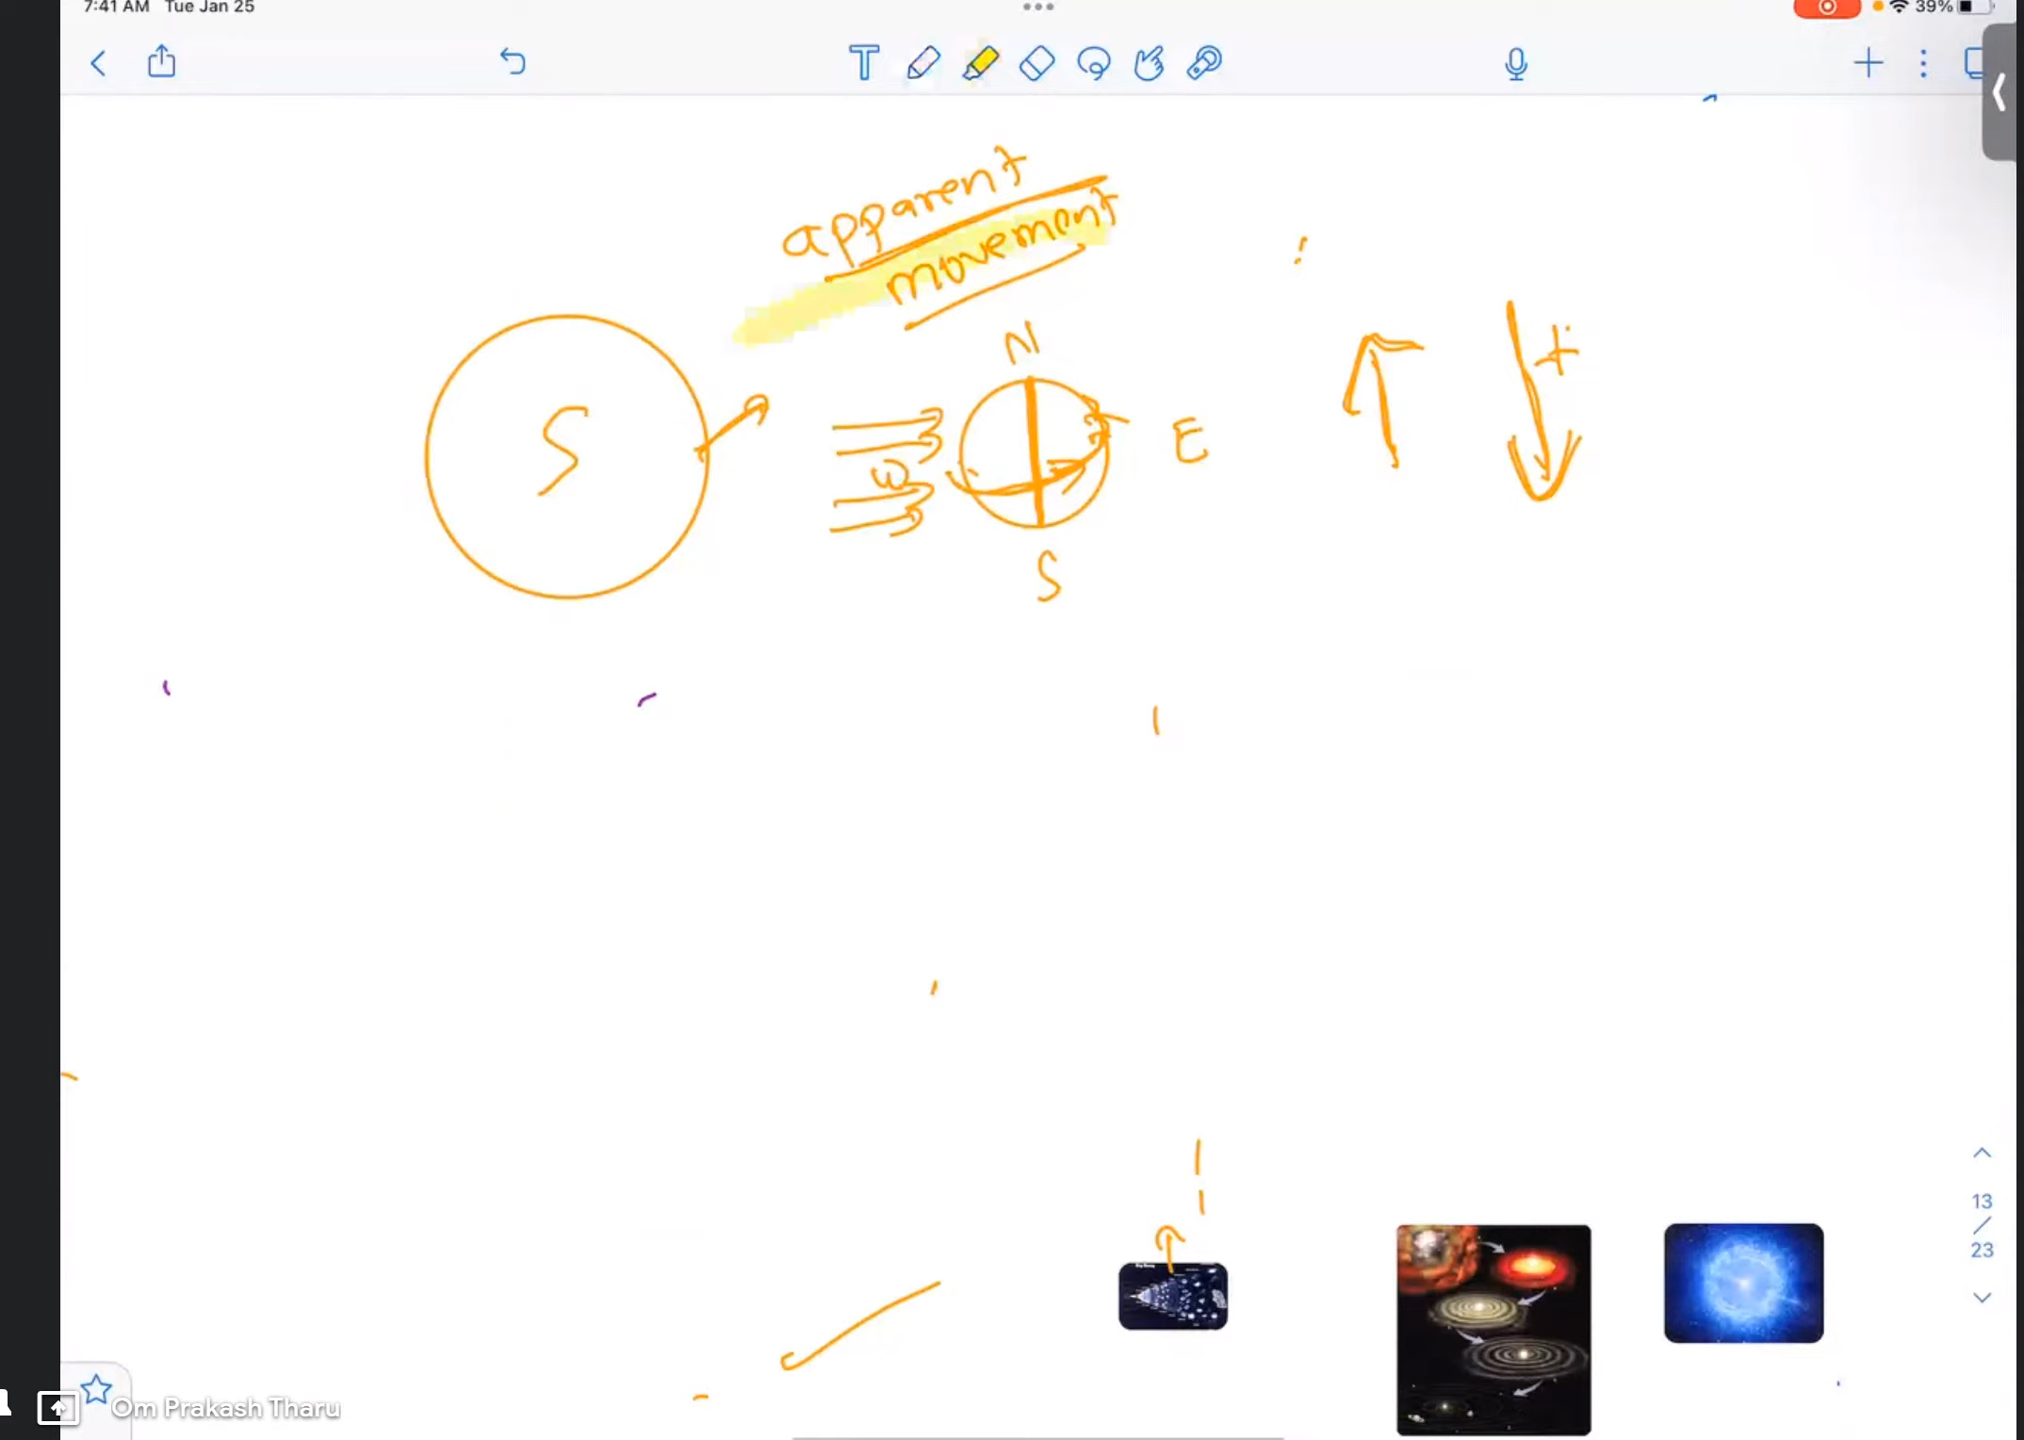 7:41 AM Tue Jan 25
39%
T
apparent
movement
N
S
W
E
S
13
/
23
Om Prakash Tharu